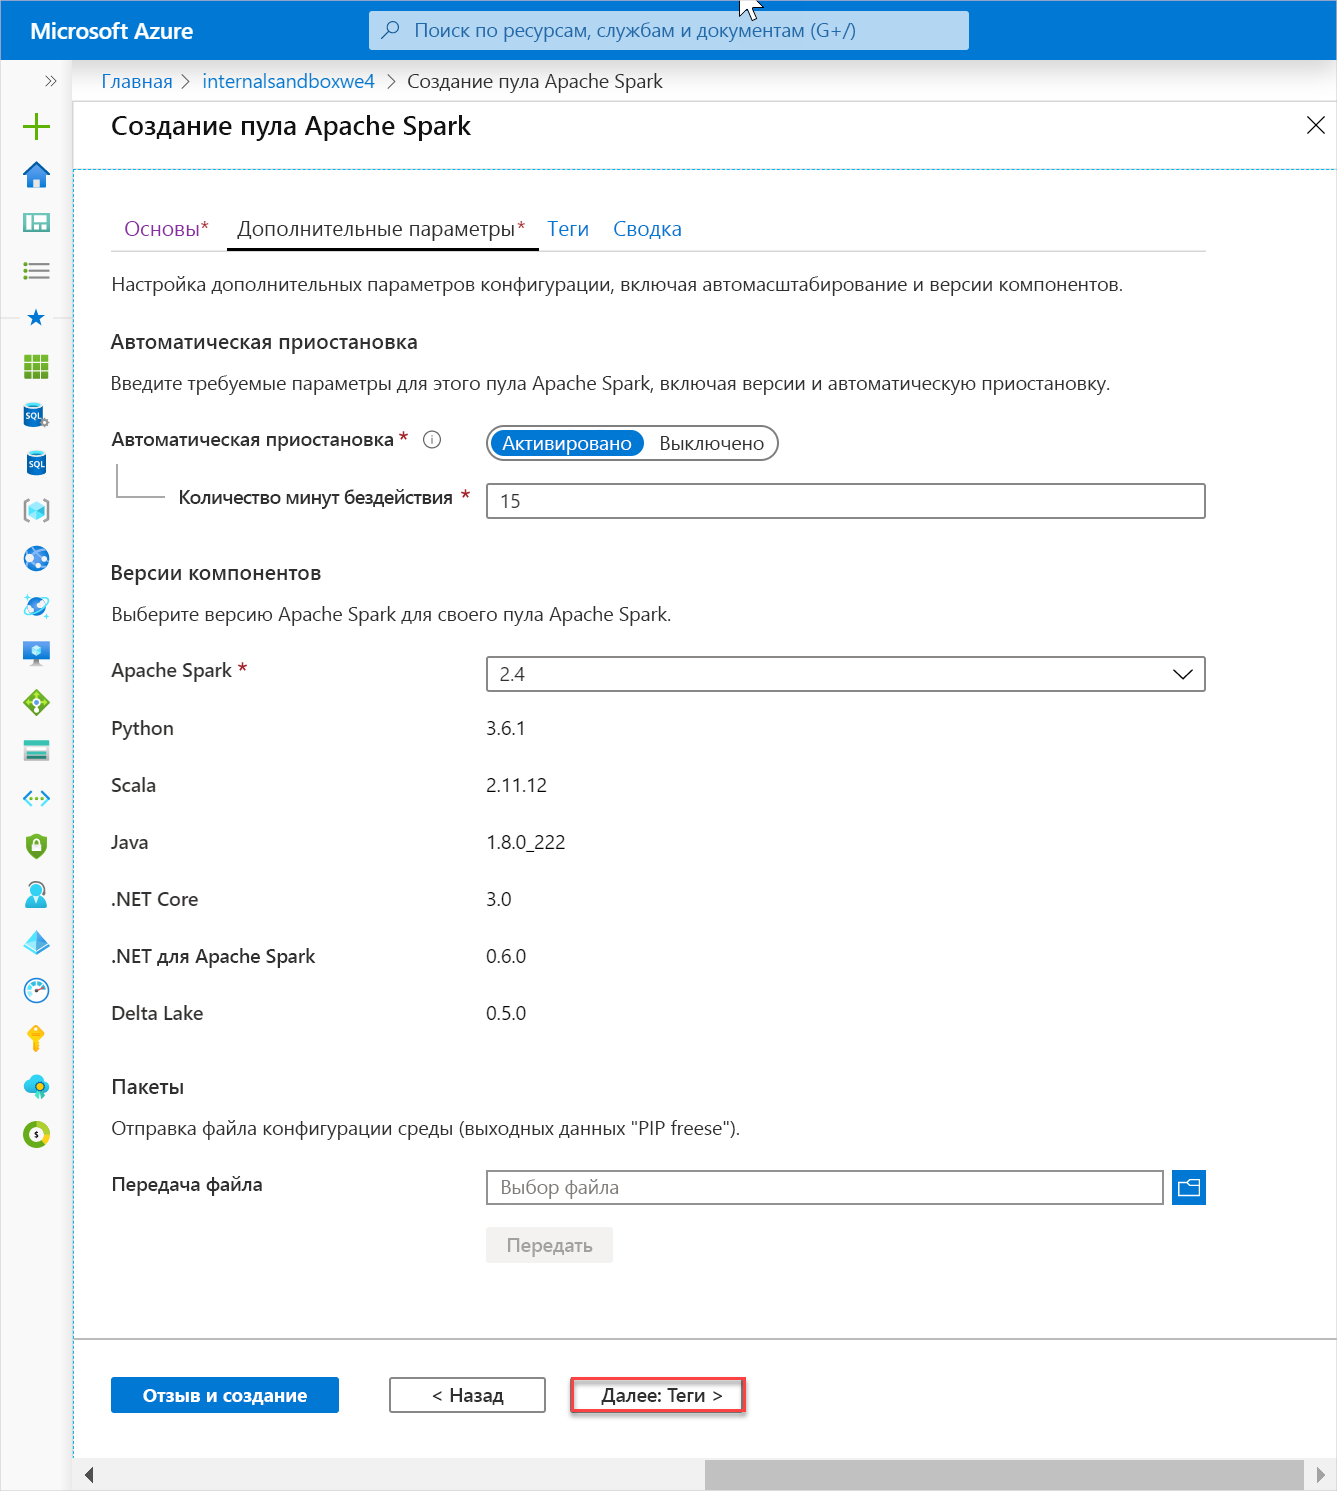 Microsoft Azure
Поиск по ресурсам, службам и документам (G+/)
Главная > internalsandboxwe4 > Создание пула Apache Spark
Создание пула Apache Spark
Основы* Дополнительные параметры* Теги Сводка
Настройка дополнительных параметров конфигурации, включая автомасштабирование и версии компонентов.
Автоматическая приостановка
Введите требуемые параметры для этого пула Apache Spark, включая версии и автоматическую приостановку.
Автоматическая приостановка * Активировано Выключено
Количество минут бездействия * 15
Версии компонентов
Выберите версию Apache Spark для своего пула Apache Spark.
Apache Spark * 2.4
Python 3.6.1
Scala 2.11.12
Java 1.8.0_222
.NET Core 3.0
.NET для Apache Spark 0.6.0
Delta Lake 0.5.0
Пакеты
Отправка файла конфигурации среды (выходных данных "PIP freese").
Передача файла Выбор файла
Передать
Отзыв и создание < Назад Далее: Теги >